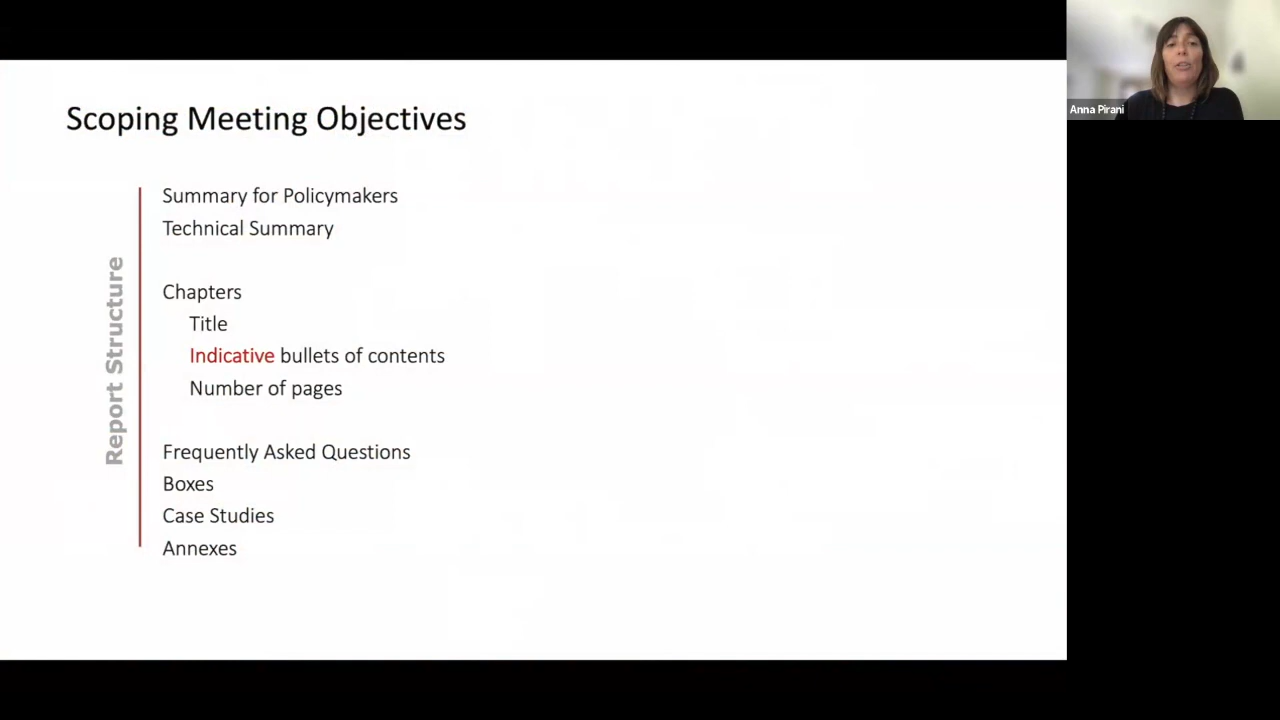 Scoping Meeting Objectives
Report Structure
Summary for Policymakers
Technical Summary
Chapters
Title
Indicative bullets of contents
Number of pages
Frequently Asked Questions
Boxes
Case Studies
Annexes
Anna Pirani